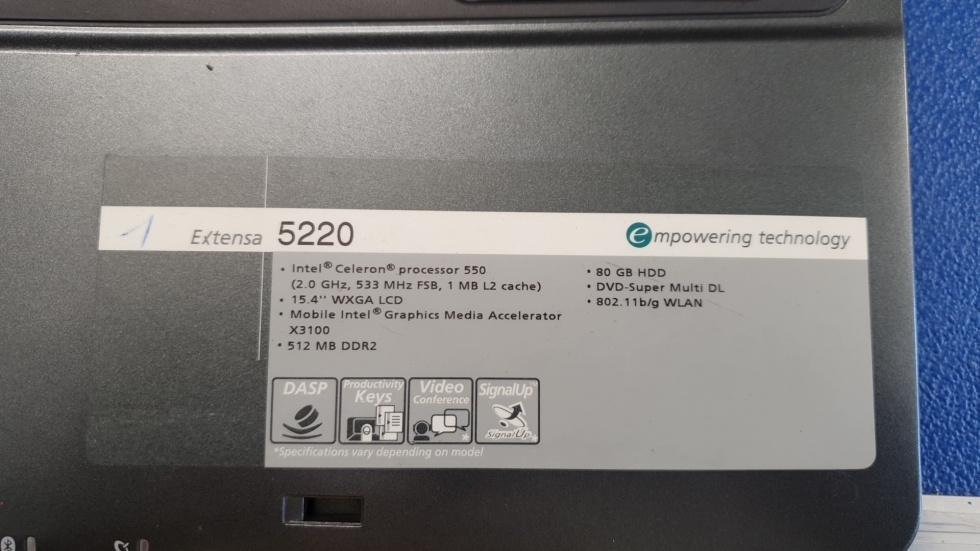 1
Extensa 5220
empowering technology
• Intel® Celeron® processor 550
(2.0 GHz, 533 MHz FSB, 1 MB L2 cache)
• 15.4'' WXGA LCD
• Mobile Intel® Graphics Media Accelerator
X3100
• 512 MB DDR2
• 80 GB HDD
• DVD-Super Multi DL
• 802.11b/g WLAN
DASP
Productivity
Keys
Video
Conference
*
SignalUp*
SignalUp
*
*Specifications vary depending on model